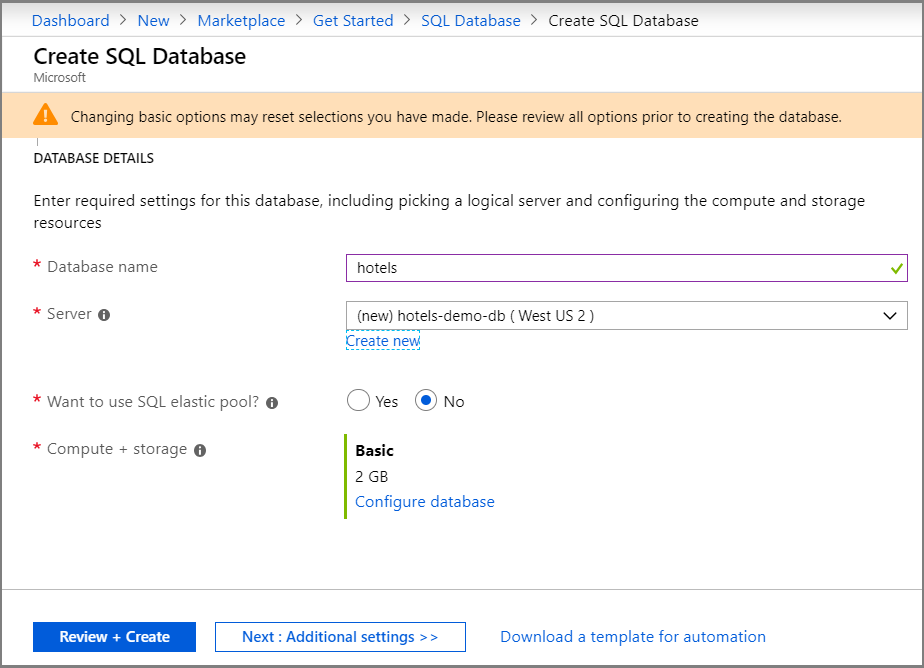 Dashboard > New > Marketplace > Get Started > SQL Database > Create SQL Database
Create SQL Database
Microsoft
Changing basic options may reset selections you have made. Please review all options prior to creating the database.
DATABASE DETAILS
Enter required settings for this database, including picking a logical server and configuring the compute and storage
resources
* Database name
hotels
* Server
(new) hotels-demo-db ( West US 2 )
Create new
* Want to use SQL elastic pool?
Yes No
* Compute + storage
Basic
2 GB
Configure database
Review + Create
Next : Additional settings >>
Download a template for automation